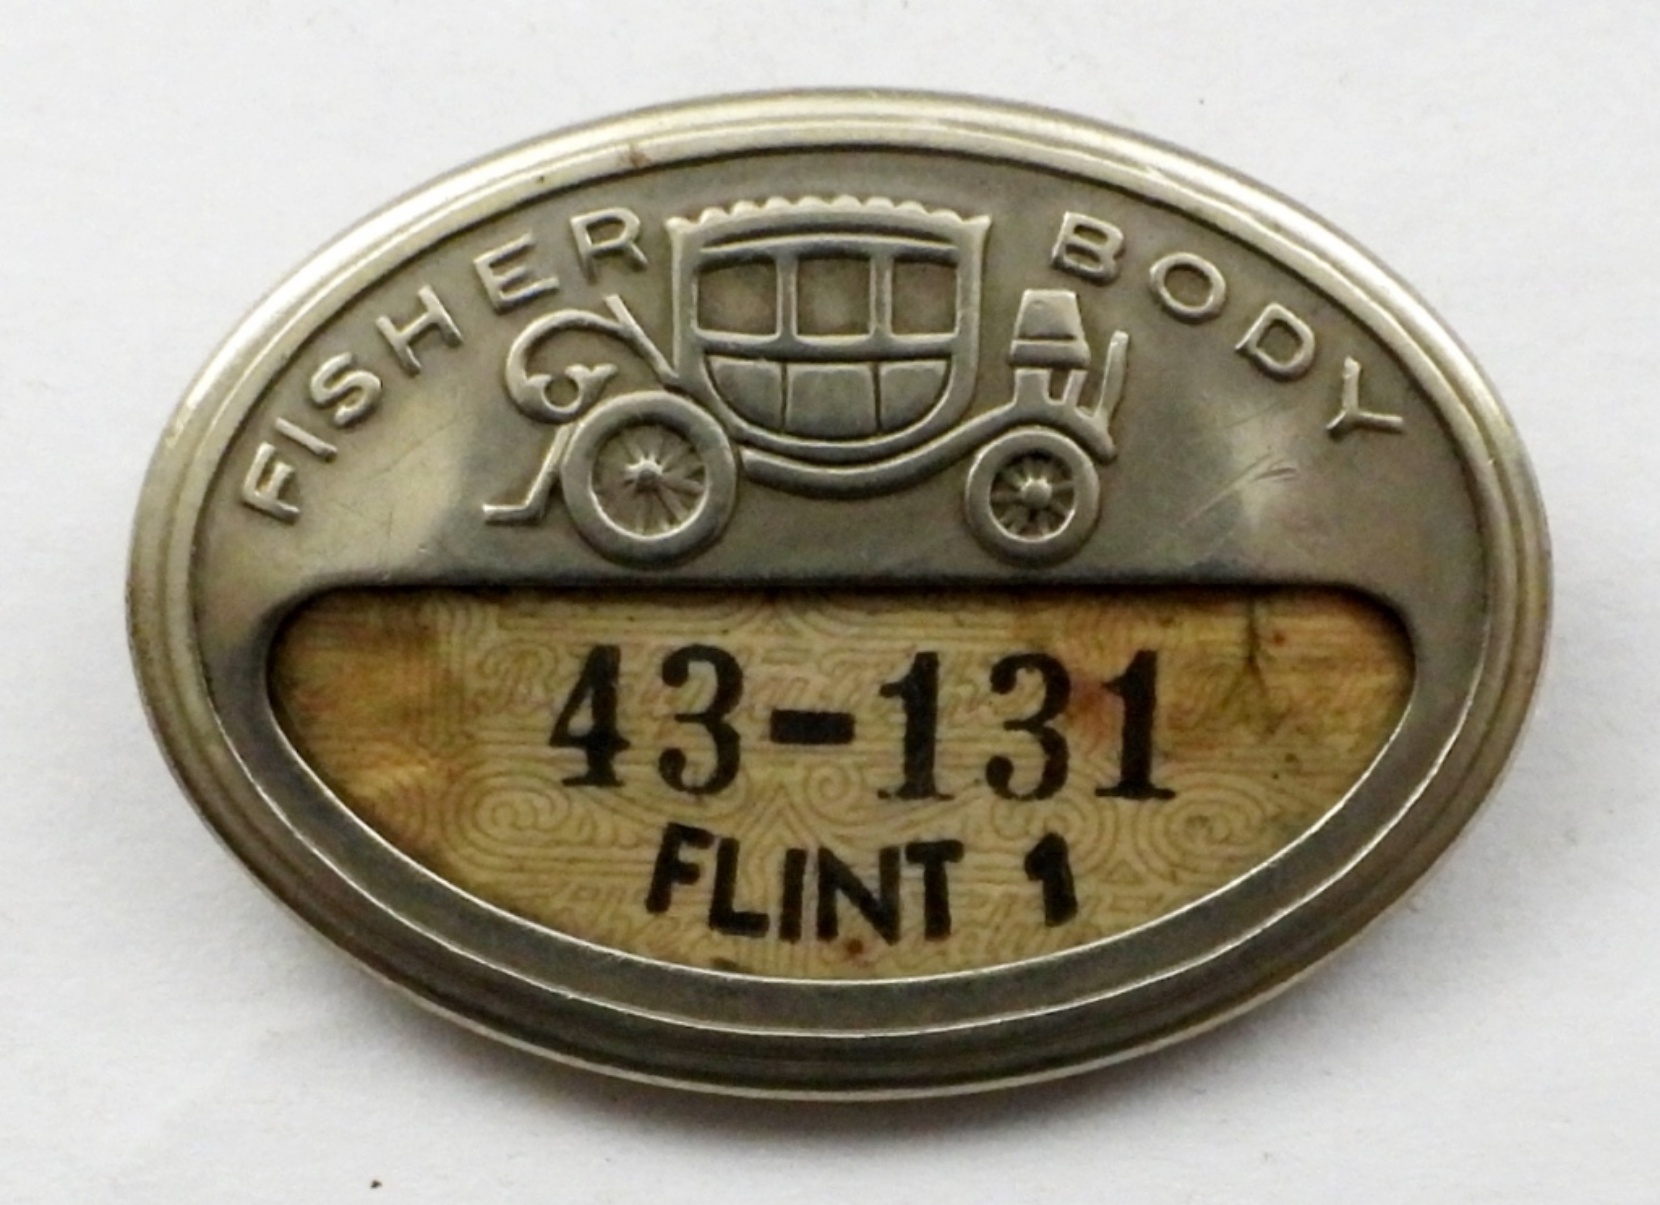 FISHER BODY
43-131
FLINT 1